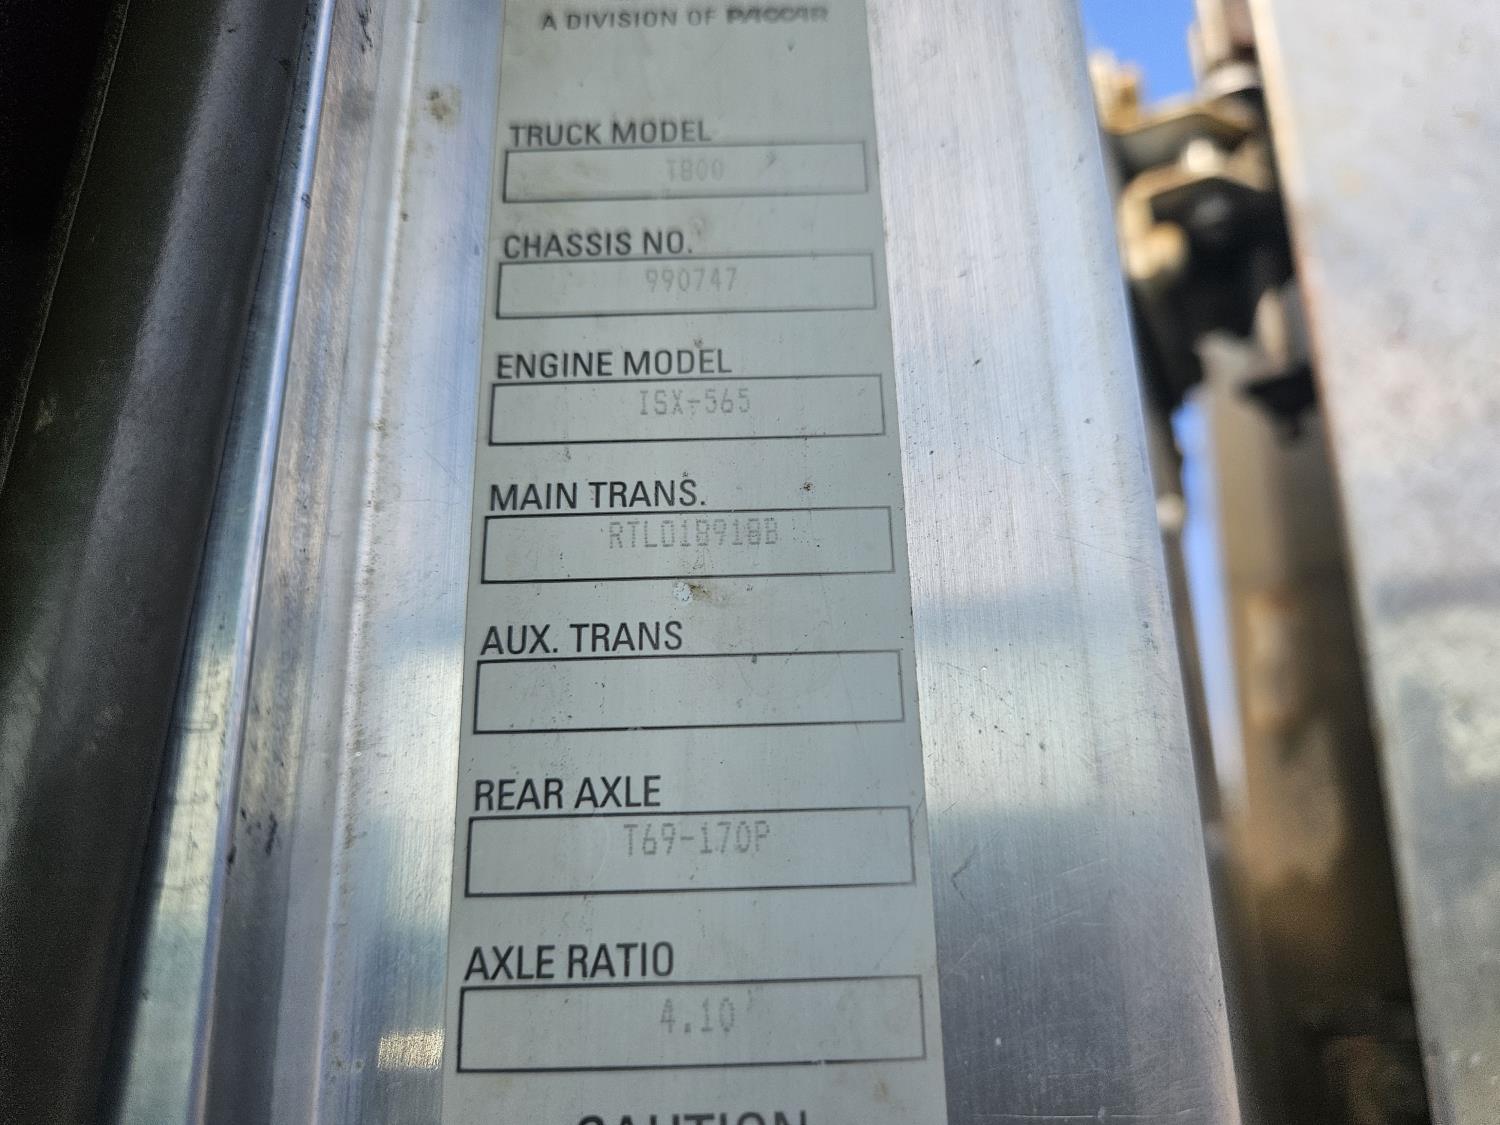 A DIVISION OF PACCAR
TRUCK MODEL
T800
CHASSIS NO.
990747
ENGINE MODEL
ISX-565
MAIN TRANS.
RTLO18918B
AUX. TRANS
REAR AXLE
T69-170P
AXLE RATIO
4.10
CAUTION